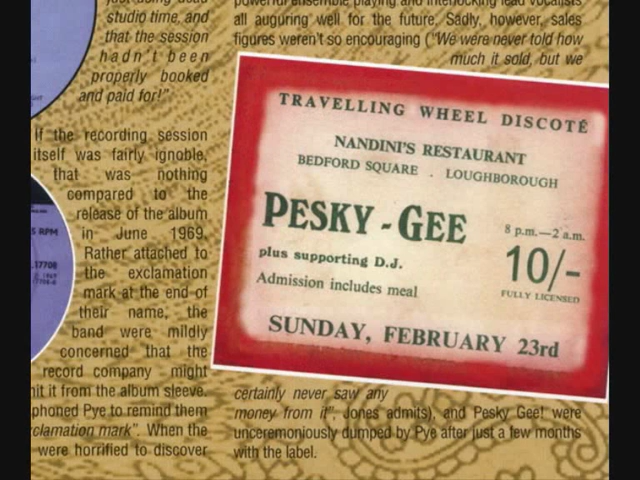 just doing dead
studio time, and
that the session
hadn't been
properly booked
and paid for!"
If the recording session
itself was fairly ignoble,
that was nothing
compared to the
release of the album
in June 1969.
Rather attached to
the exclamation
mark at the end of
their name, the
band were mildly
concerned that the
record company might
it from the album sleeve.
phoned Pye to remind them
mark". When the
were horrified to discover
powerful ensemble playing and interlocking lead vocalists
all auguring well for the future. Sadly, however, sales
figures weren't so encouraging ("We were never told how
much it sold, but we
TRAVELLING WHEEL DISCOTÉ
NANDINI'S RESTAURANT
BEDFORD SQUARE . LOUGHBOROUGH
PESKY-GEE
plus supporting D.J.
Admission includes meal
8 p.m.—2 a.m.
10/-
FULLY LICENSED
SUNDAY, FEBRUARY 23rd
certainly never saw any
money from it", Jones admits), and Pesky Gee! were
unceremoniously dumped by Pye after just a few months
with the label.
RPM